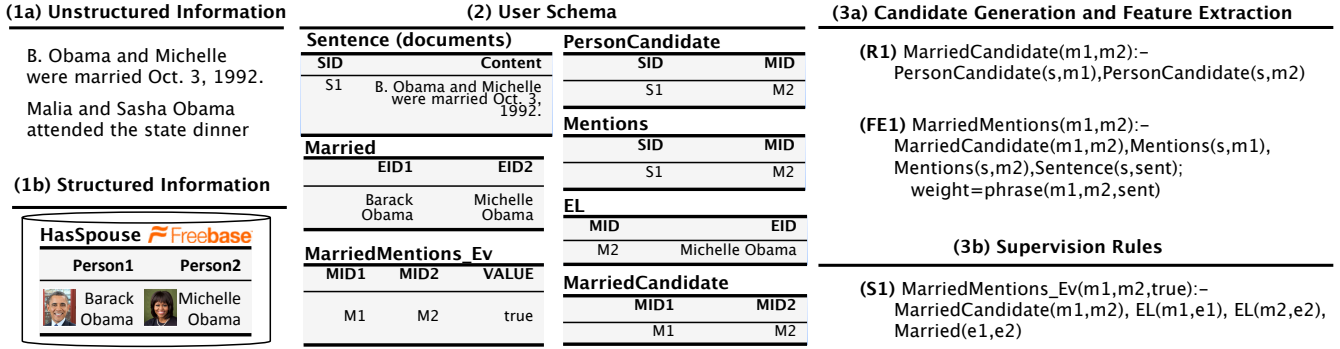 (1a) Unstructured Information
B. Obama and Michelle
were married Oct. 3, 1992.
Malia and Sasha Obama
attended the state dinner
(1b) Structured Information
HasSpouse Freebase
Person1 Person2
Barack Michelle
Obama Obama
(2) User Schema
Sentence (documents)
SID Content
S1 B. Obama and Michelle
were married Oct. 3,
1992.
Married
EID1 EID2
Barack Michelle
Obama Obama
MarriedMentions_Ev
MID1 MID2 VALUE
M1 M2 true
PersonCandidate
SID MID
S1 M2
Mentions
SID MID
S1 M2
EL
MID EID
M2 Michelle Obama
MarriedCandidate
MID1 MID2
M1 M2
(3a) Candidate Generation and Feature Extraction
(R1) MarriedCandidate(m1,m2):-
PersonCandidate(s,m1),PersonCandidate(s,m2)
(FE1) MarriedMentions(m1,m2):-
MarriedCandidate(m1,m2),Mentions(s,m1),
Mentions(s,m2),Sentence(s,sent);
weight=phrase(m1,m2,sent)
(3b) Supervision Rules
(S1) MarriedMentions_Ev(m1,m2,true):-
MarriedCandidate(m1,m2), EL(m1,e1), EL(m2,e2),
Married(e1,e2)